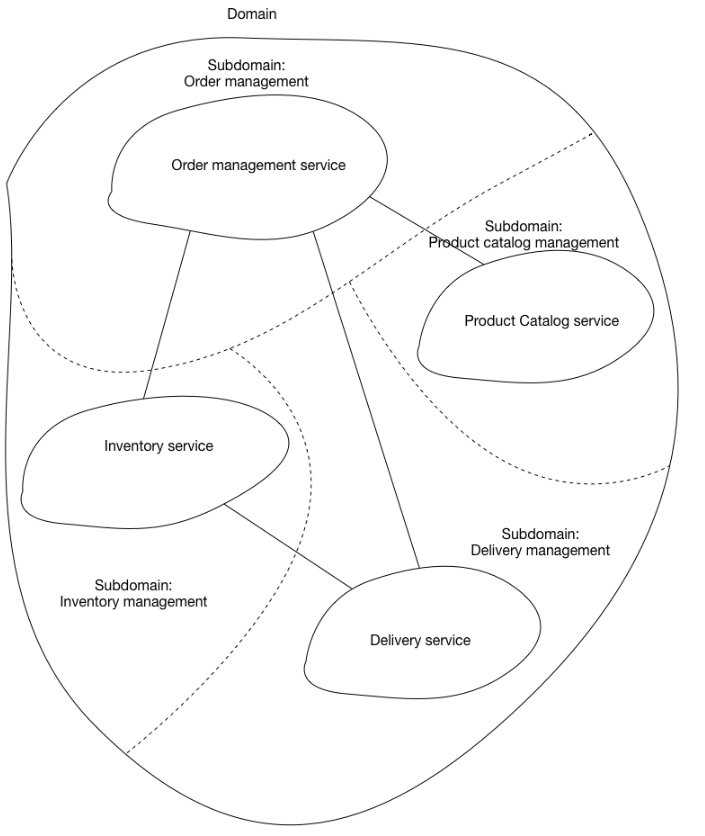 Domain
Subdomain:
Order management
Order management service
Subdomain:
Product catalog management
Product Catalog service
Inventory service
Subdomain:
Delivery management
Subdomain:
Inventory management
Delivery service